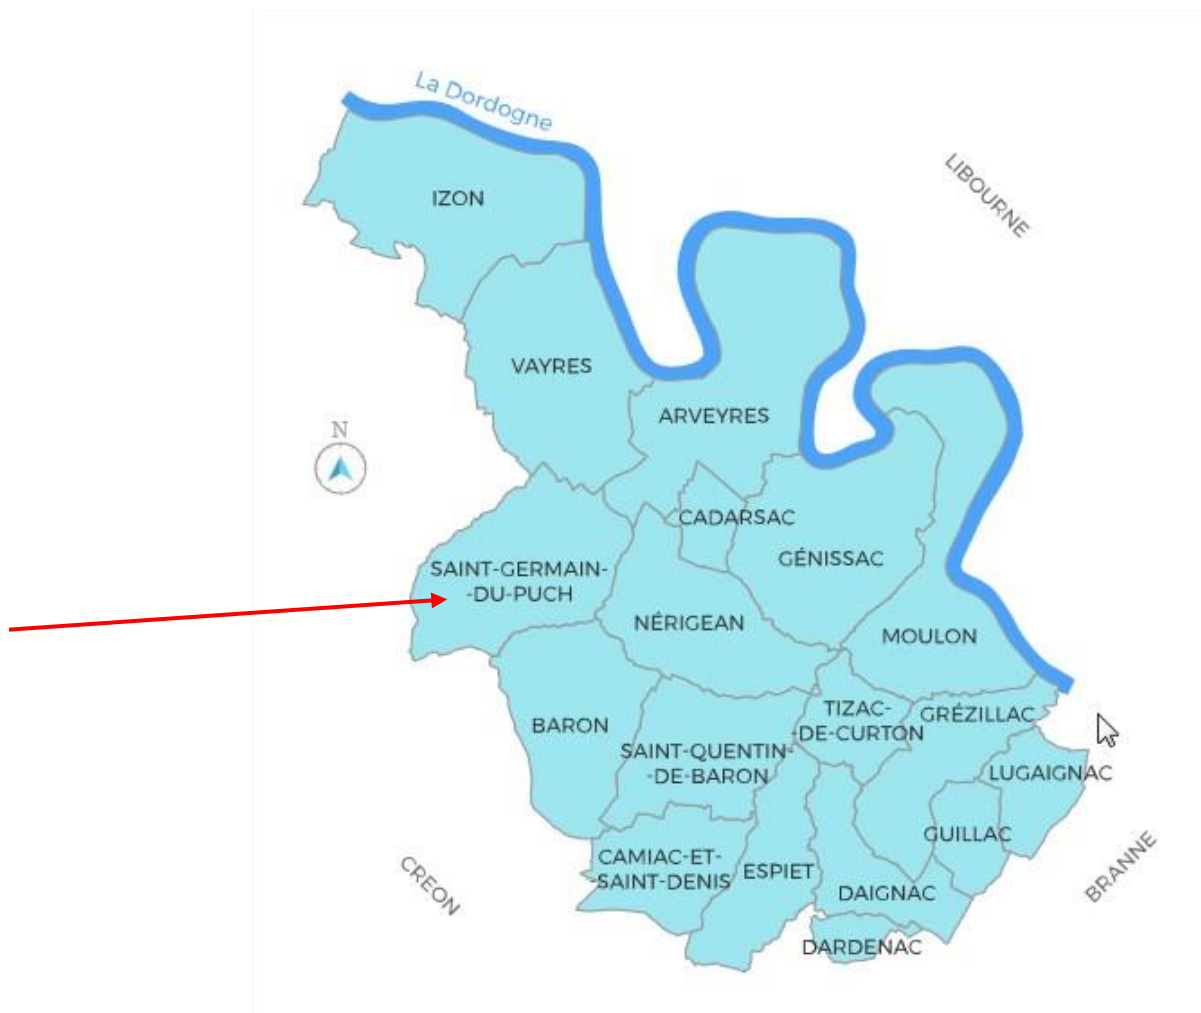 La Dordogne
LIBOURNE
IZON
VAYRES
ARVEYRES
N
CADARSAC
GÉNISSAC
SAINT-GERMAIN-
-DU-PUCH
NÉRIGEAN
MOULON
TIZAC-
-DE-CURTON
GRÉZILLAC
BARON
SAINT-QUENTIN-
-DE-BARON
LUGAIGNAC
GUILLAC
CAMIAC-ET-
-SAINT-DENIS
ESPIET
DAIGNAC
CREON
BRANNE
DARDENAC